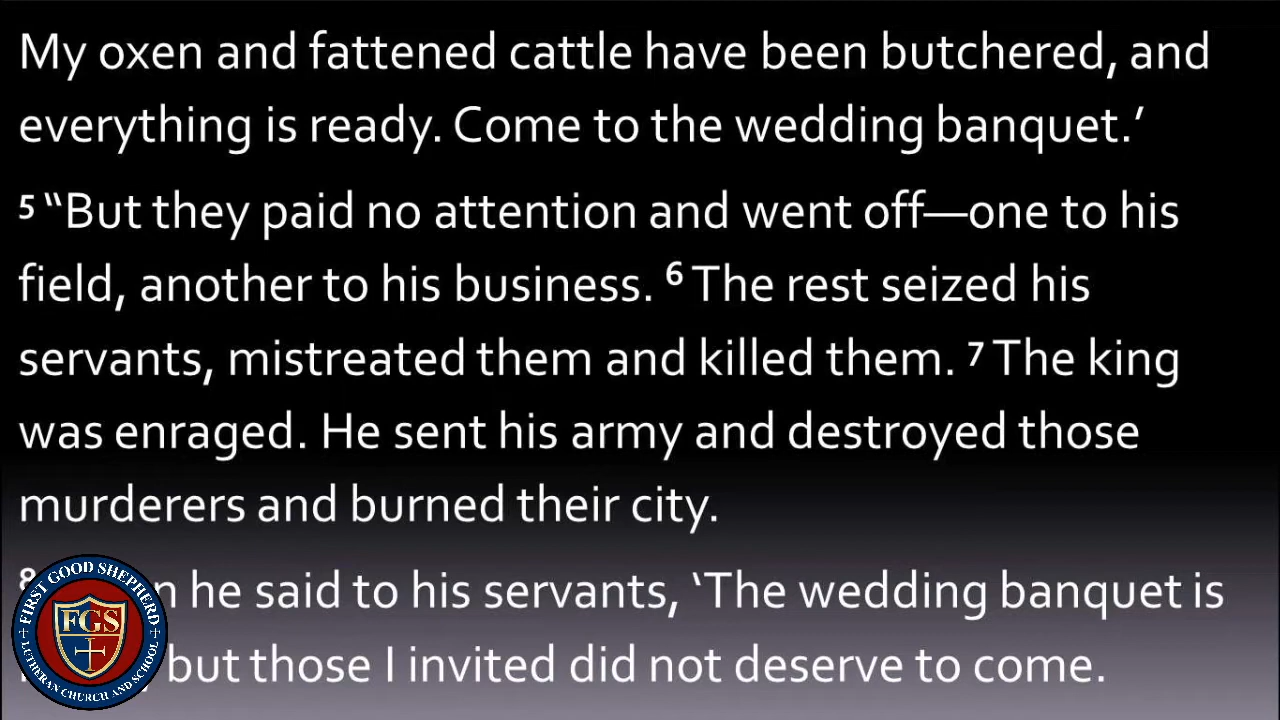 My oxen and fattened cattle have been butchered, and
everything is ready. Come to the wedding banquet.’
5 “But they paid no attention and went off—one to his
field, another to his business. 6 The rest seized his
servants, mistreated them and killed them. 7 The king
was enraged. He sent his army and destroyed those
murderers and burned their city.
8 he said to his servants, ‘The wedding banquet is
but those I invited did not deserve to come.
FIRST GOOD SHEPHERD
FGS
LUTHERAN CHURCH AND SCHOOL